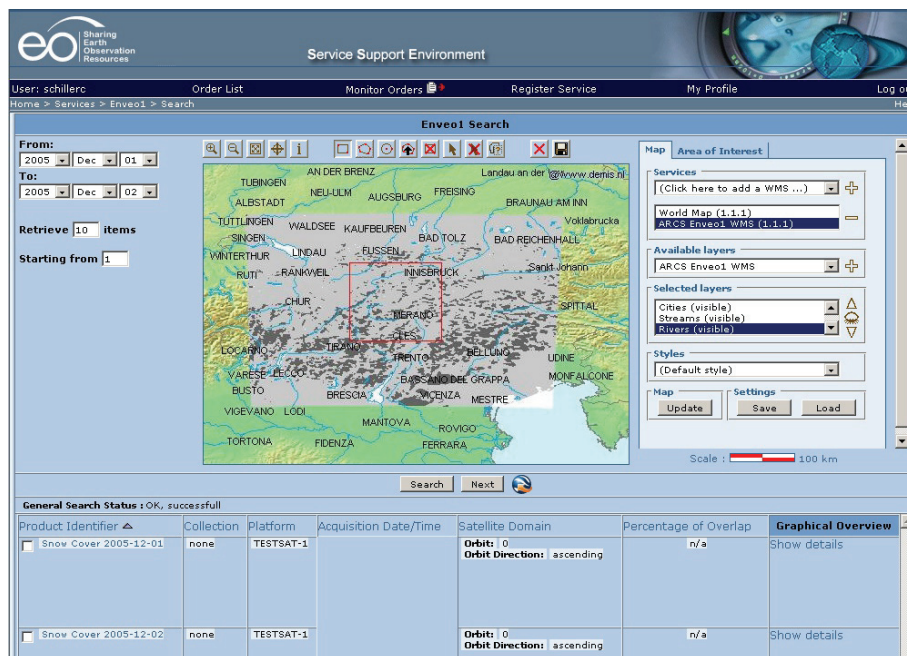 eo Sharing
Earth
Observation
Resources
Service Support Environment
User: schillerc Order List Monitor Orders Register Service My Profile Log ou
Home > Services > Enveo1 > Search He
Enveo1 Search
From:
2005 Dec 01
To:
2005 Dec 02
Retrieve 10 items
Starting from 1
AN DER BRENZ
Landau an der
@www.demis.nl
TUBINGEN
NEU-ULM
AUGSBURG
FREISING
ALBSTADT
BRAUNAU AM INN
TUTTLINGEN
WALDSEE
KAUFBEUREN
Voklabrucka
SINGEN
BAD TOLZ
BAD REICHENHALL
WINTERTHUR
LINDAU
FUSSEN
RUTI
RANKWEIL
INNSBRUCK
Sankt Johann
CHUR
MERANO
SPITTAL
CLES
LOCARNO
TIRANO
TRENTO
BELLUNO
UDINE
VARESE
LECCO
BASSANO DEL GRAPPA
MONFALCONE
BUSTO
BRESCIA
VICENZA
MESTRE
VIGEVANO
LODI
MANTOVA
ROVIGO
TORTONA
FIDENZA
FERRARA
Map Area of Interest
Services
(Click here to add a WMS ...)
World Map (1.1.1)
ARCS Enveo1 WMS (1.1.1)
Available layers
ARCS Enveo1 WMS
Selected layers
Cities (visible)
Streams (visible)
Rivers (visible)
Styles
(Default style)
Map Settings
Update Save Load
Scale : 100 km
Search Next
General Search Status : OK, successfull
Product Identifier Collection Platform Acquisition Date/Time Satellite Domain Percentage of Overlap Graphical Overview
Snow Cover 2005-12-01 none TESTSAT-1 Orbit: 0 n/a Show details
Orbit Direction: ascending
Snow Cover 2005-12-02 none TESTSAT-1 Orbit: 0 n/a Show details
Orbit Direction: ascending